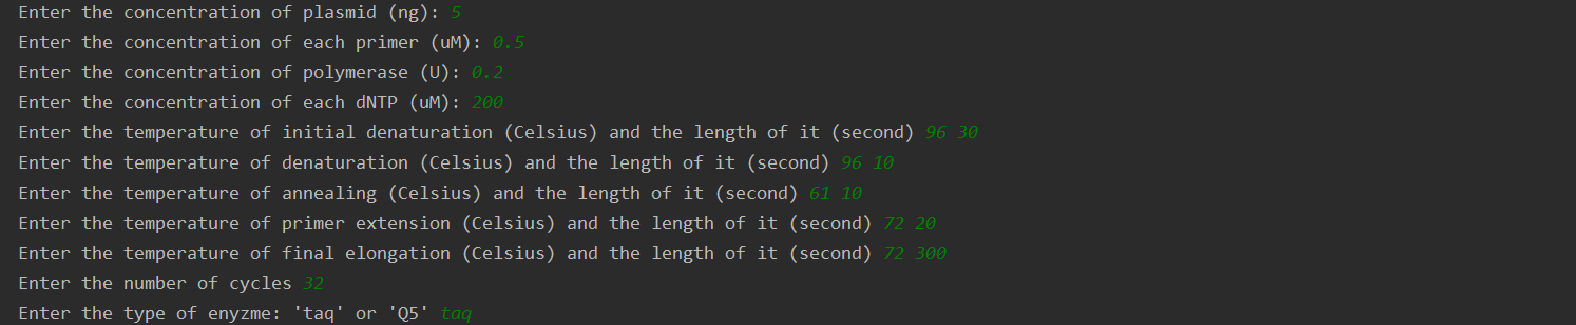 Enter the concentration of plasmid (ng): 5
Enter the concentration of each primer (uM): 0.5
Enter the concentration of polymerase (U): 0.2
Enter the concentration of each dNTP (uM): 200
Enter the temperature of initial denaturation (Celsius) and the length of it (second) 96 30
Enter the temperature of denaturation (Celsius) and the length of it (second) 96 10
Enter the temperature of annealing (Celsius) and the length of it (second) 61 10
Enter the temperature of primer extension (Celsius) and the length of it (second) 72 20
Enter the temperature of final elongation (Celsius) and the length of it (second) 72 300
Enter the number of cycles 32
Enter the type of enyzme: 'taq' or 'Q5' taq